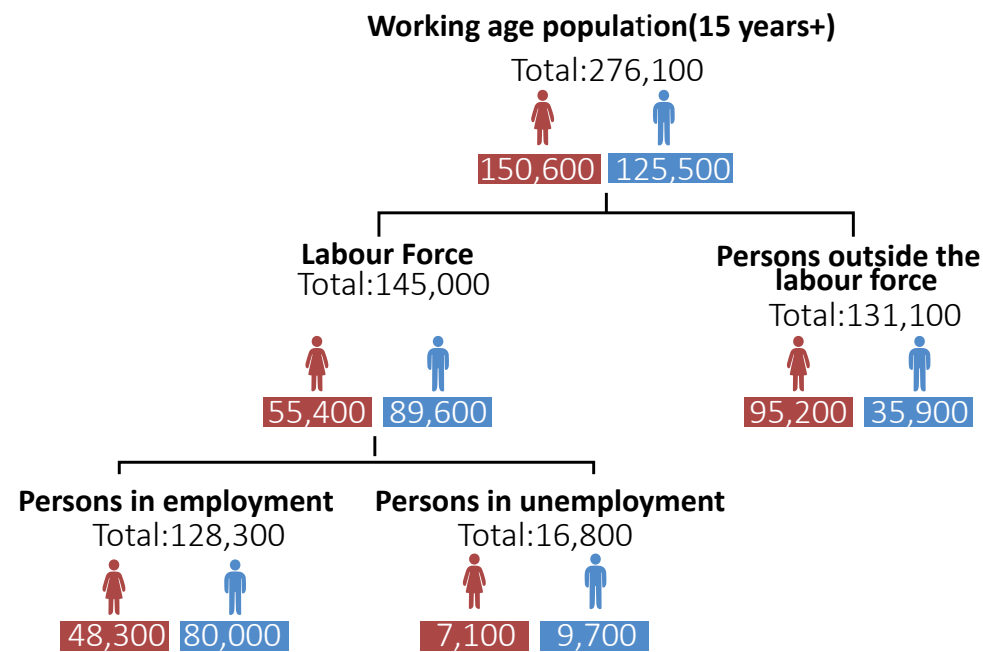 Working age population(15 years+)
Total:276,100
150,600 125,500
Labour Force
Total:145,000
55,400 89,600
Persons outside the
labour force
Total:131,100
95,200 35,900
Persons in employment
Total:128,300
48,300 80,000
Persons in unemployment
Total:16,800
7,100 9,700